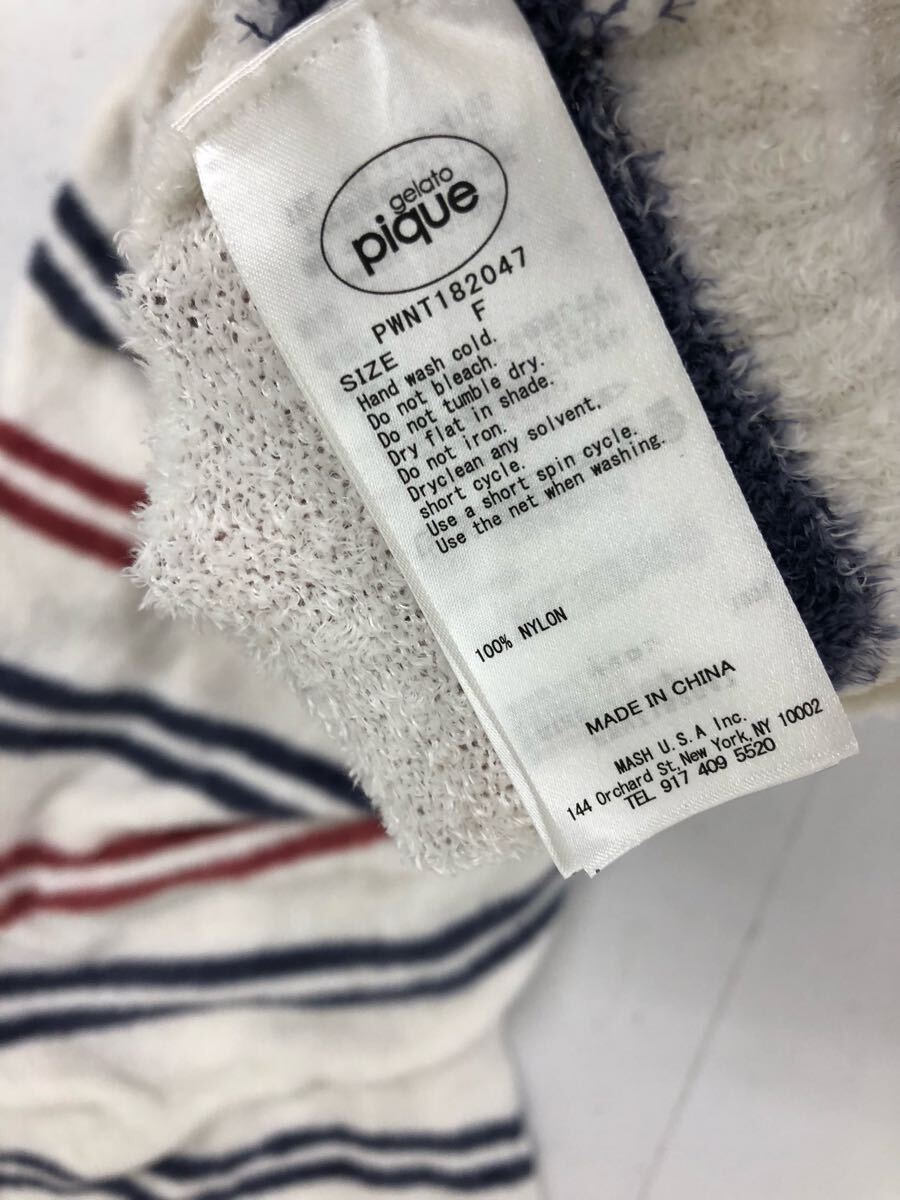 gelato
pique
PWNT182047
SIZE F
Hand wash cold.
Do not bleach.
Do not tumble dry.
Dry flat in shade.
Do not iron.
Dryclean any solvent,
short cycle.
Use a short spin cycle.
Use the net when washing.
100% NYLON
MADE IN CHINA
MASH U.S.A Inc.
144 Orchard St,New York,NY 10002
TEL 917 409 5520